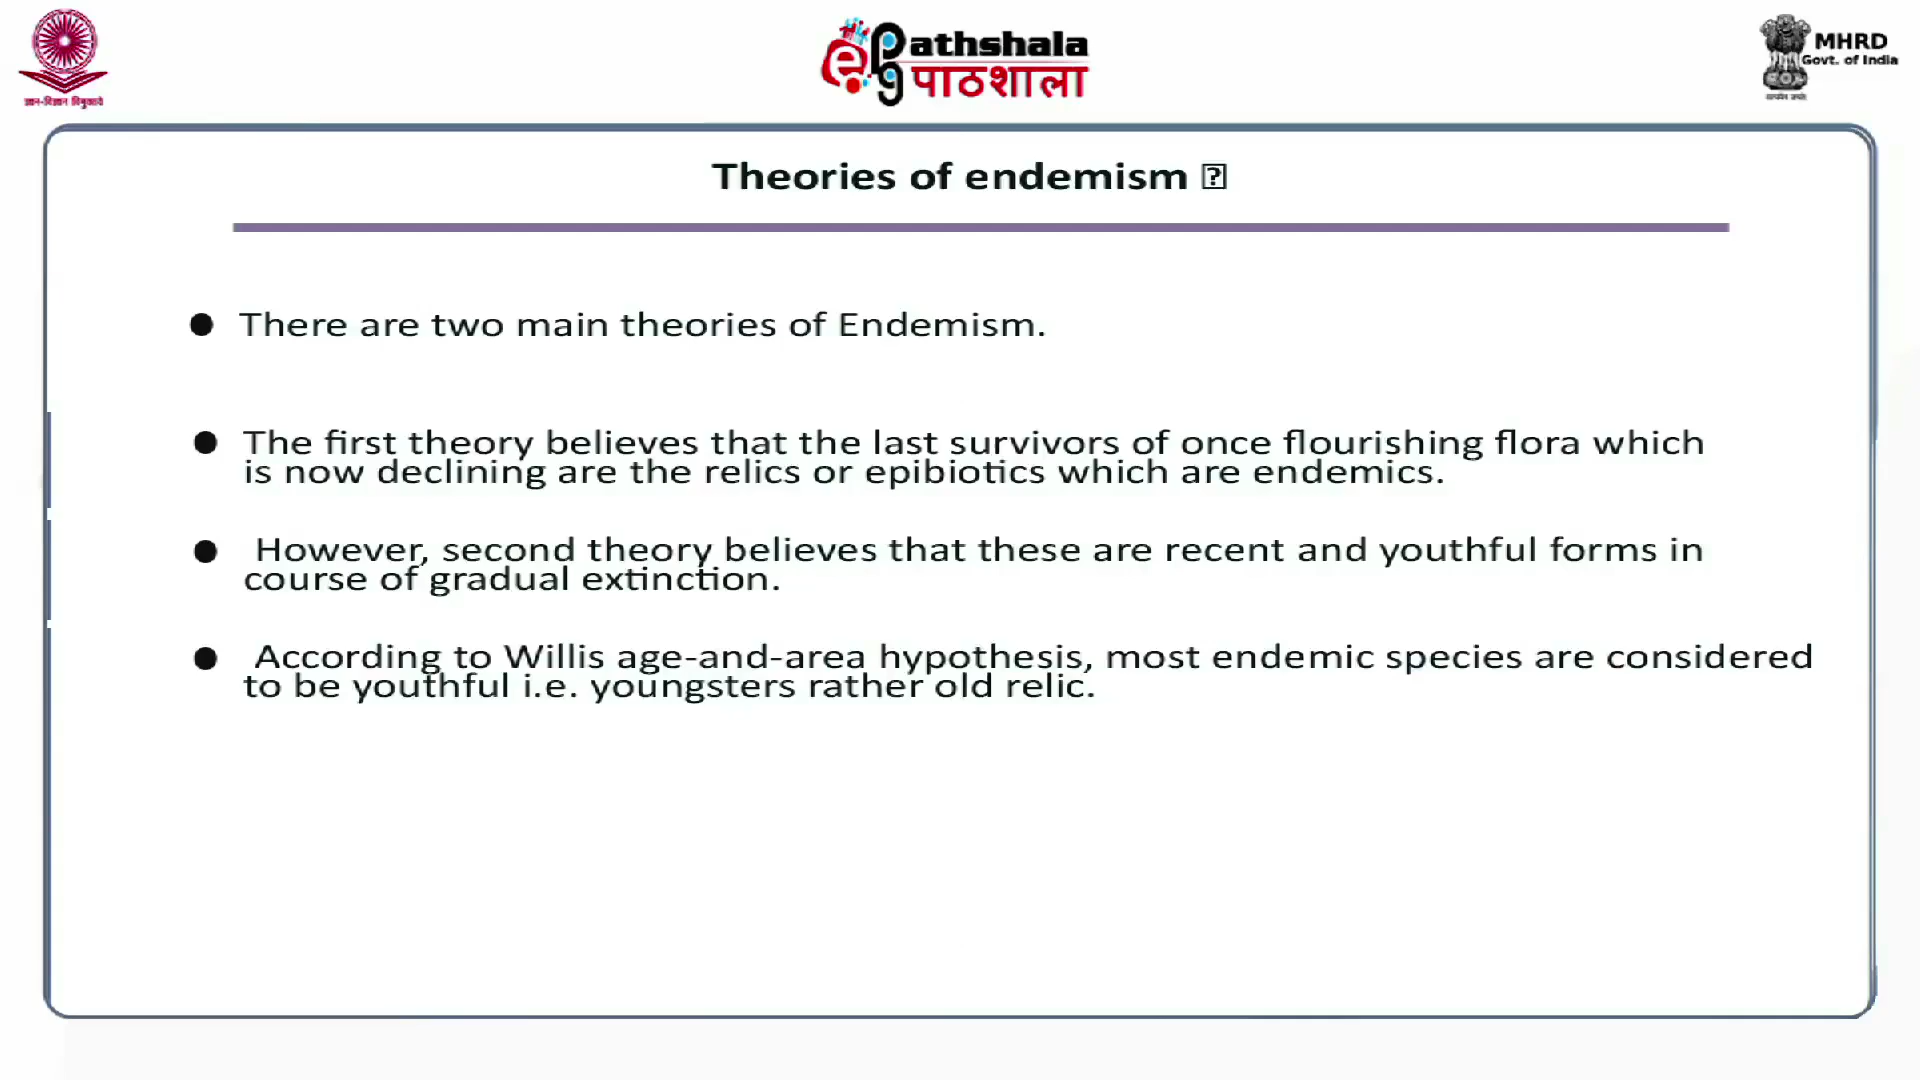 ज्ञान-विज्ञान विमुक्तये
e pg Pathshala
पाठशाला
MHRD
Govt. of India
Theories of endemism
● There are two main theories of Endemism.
● The first theory believes that the last survivors of once flourishing flora which
is now declining are the relics or epibiotics which are endemics.
● However, second theory believes that these are recent and youthful forms in
course of gradual extinction.
● According to Willis age-and-area hypothesis, most endemic species are considered
to be youthful i.e. youngsters rather old relic.